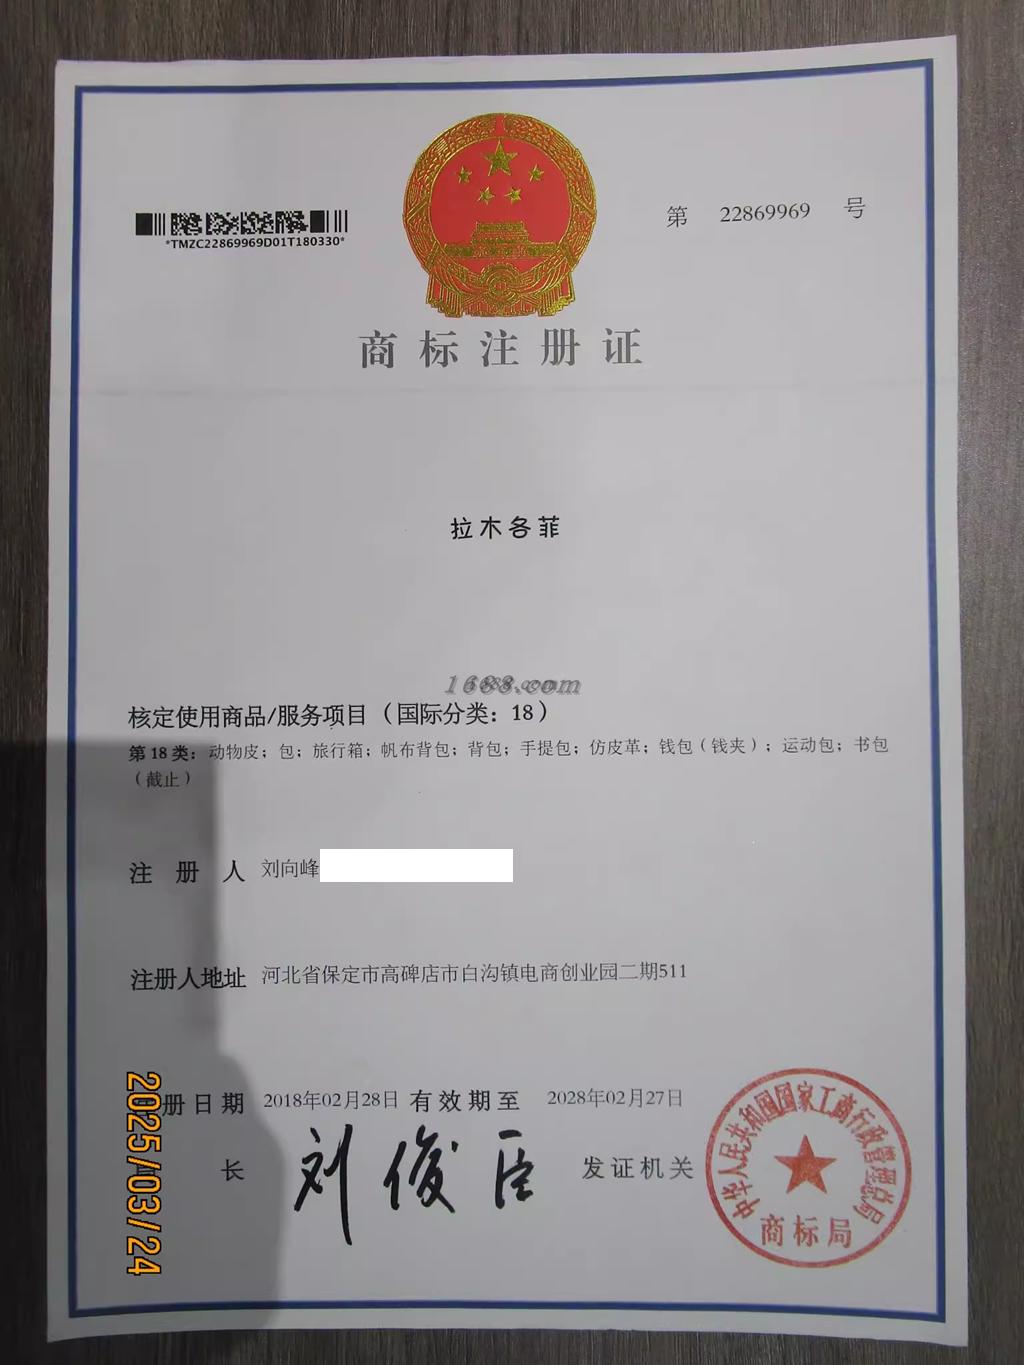 第 22869969 号
*TMZC22869969D01T180330*
商标注册证
拉木各菲
1688.com
核定使用商品/服务项目（国际分类：18）
第18类：动物皮；包；旅行箱；帆布背包；背包；手提包；仿皮革；钱包（钱夹）；运动包；书包
（截止）
注册人 刘向峰
注册人地址 河北省保定市高碑店市白沟镇电商创业园二期511
册日期 2018年02月28日 有效期至 2028年02月27日
长 刘俊臣 发证机关
中华人民共和国国家工商行政管理总局
商标局
2025/03/24